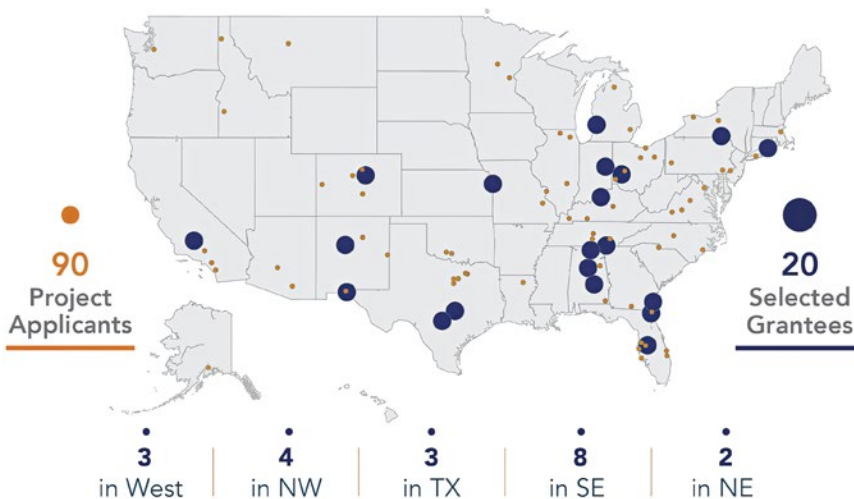 90
Project
Applicants
20
Selected
Grantees
3
in West
4
in NW
3
in TX
8
in SE
2
in NE